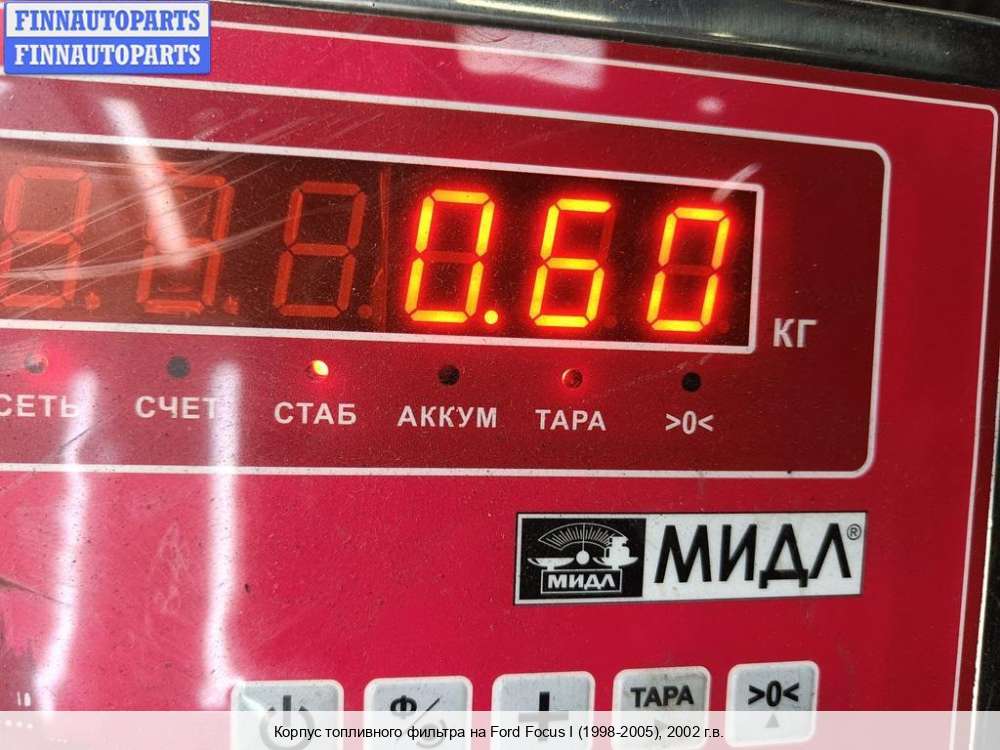 FINNAUTOPARTS
FINNAUTOPARTS
0.60
КГ
СЕТЬ СЧЕТ СТАБ АККУМ ТАРА >0<
МИДЛ МИДЛ®
Ф + ТАРА >0<
Корпус топливного фильтра на Ford Focus I (1998-2005), 2002 г.в.